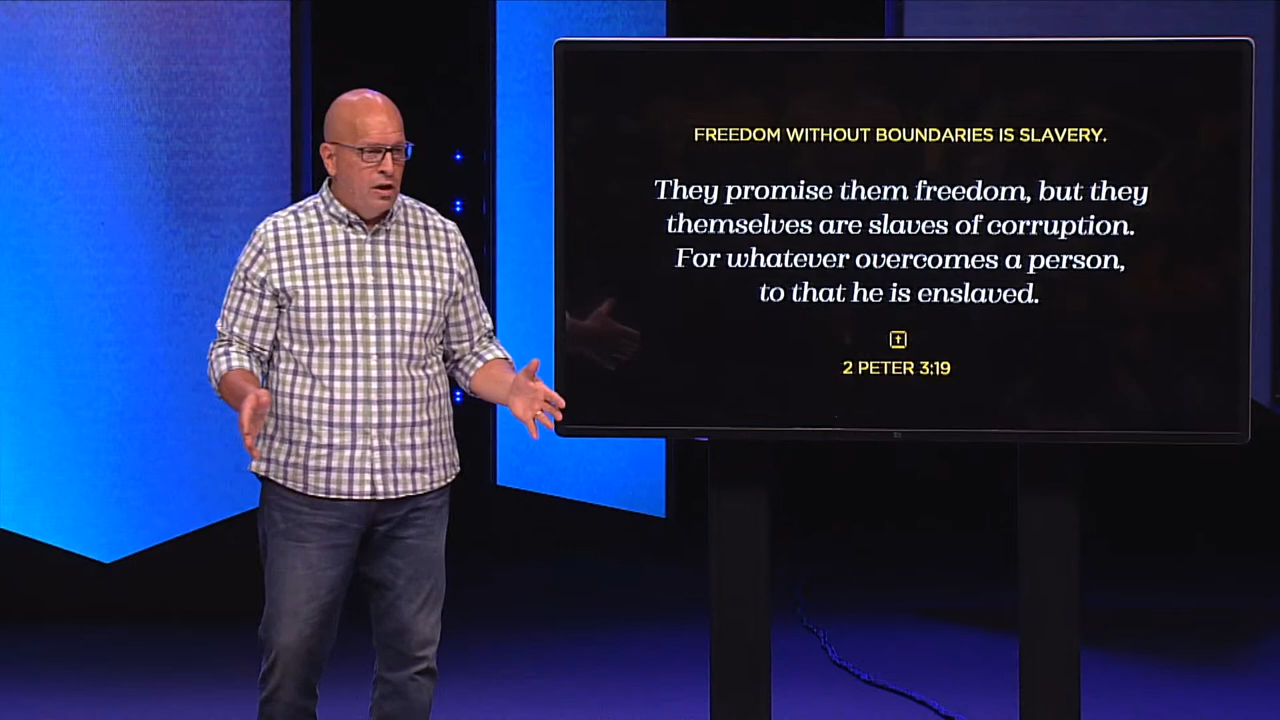 FREEDOM WITHOUT BOUNDARIES IS SLAVERY.
They promise them freedom, but they
themselves are slaves of corruption.
For whatever overcomes a person,
to that he is enslaved.
2 PETER 3:19